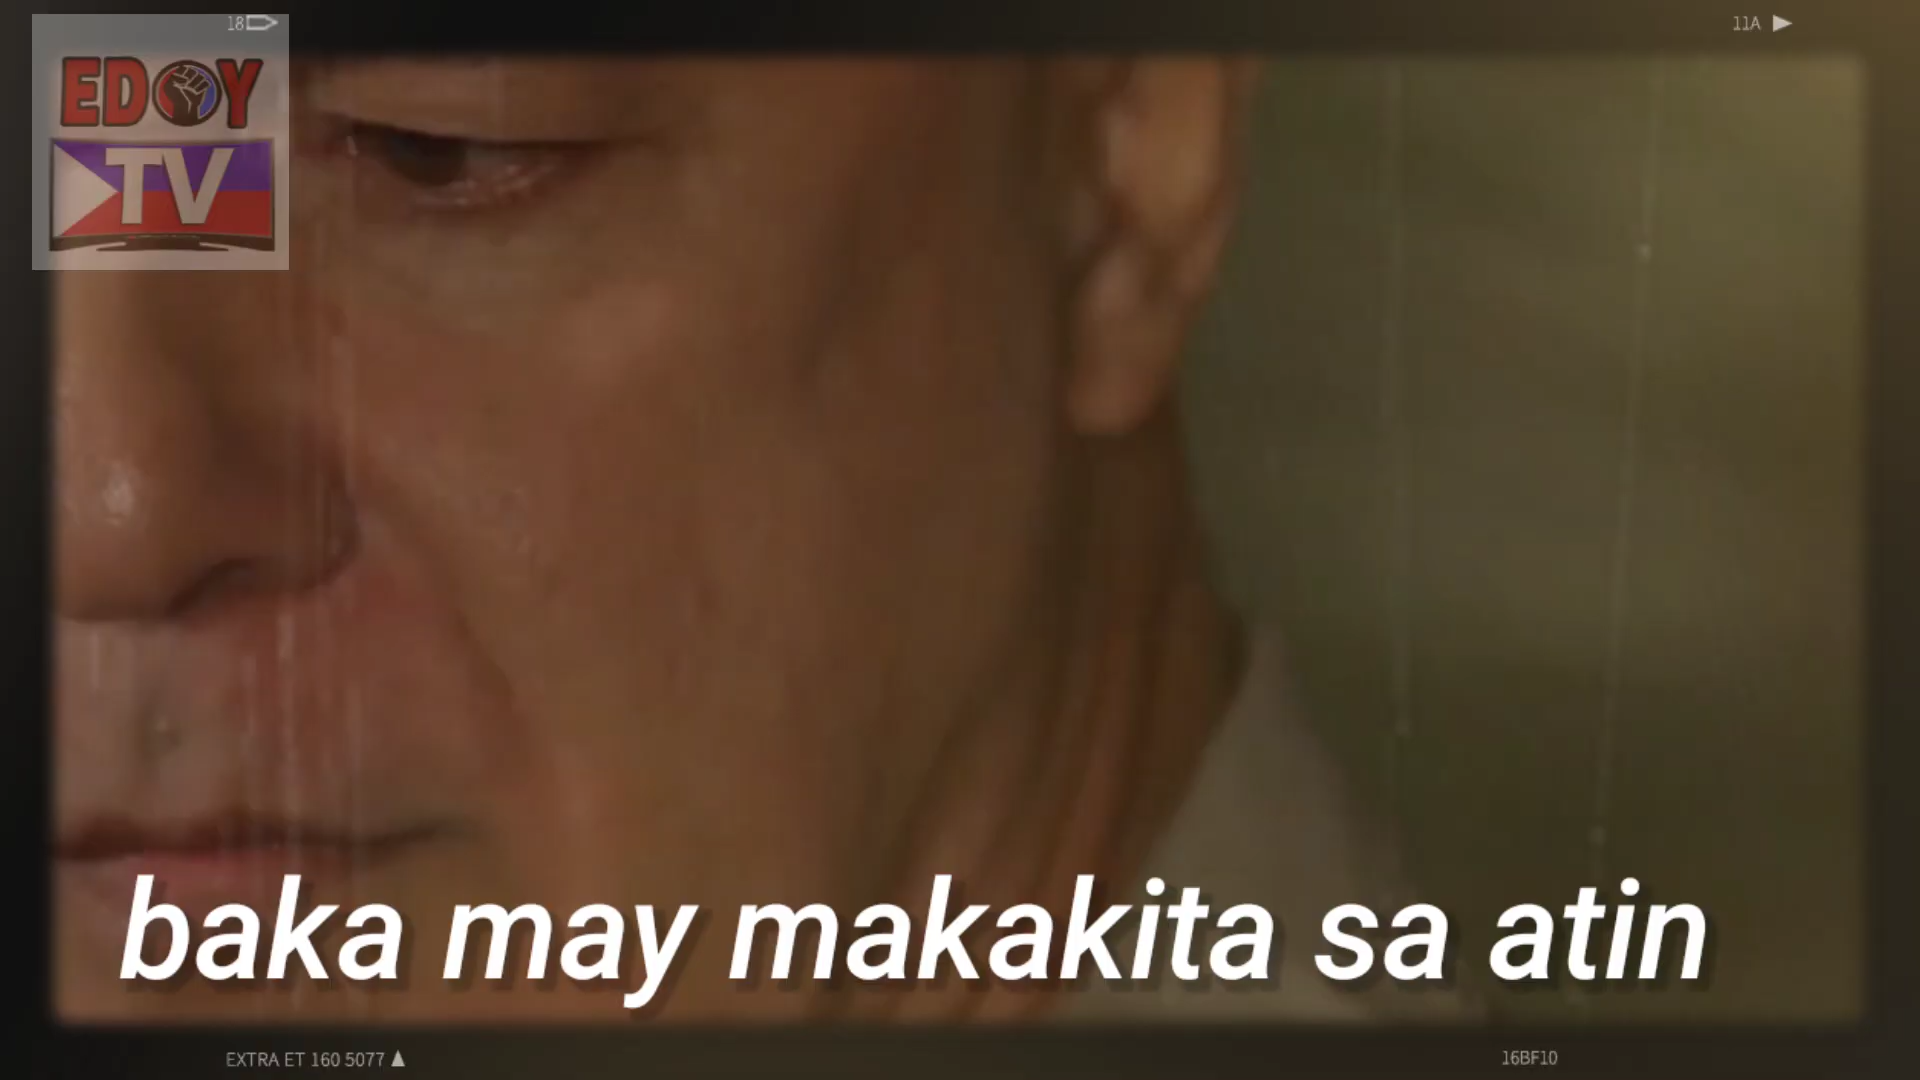 18
11A
EDOY
TV
baka may makakita sa atin
EXTRA ET 160 5077
16BF10